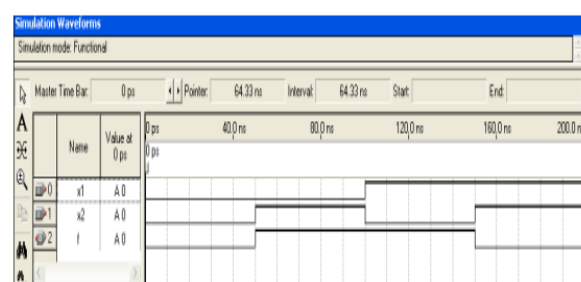 Simulation Waveforms
Simulation mode: Functional
Master Time Bar: 0 ps Pointer: 64.33 ns Interval: 64.33 ns Start: End:
Name Value at 0 ps
0 ps 40.0 ns 80.0 ns 120.0 ns 160.0 ns 200.0 n
0 ps
0 x1 A 0
1 x2 A 0
2 f A 0